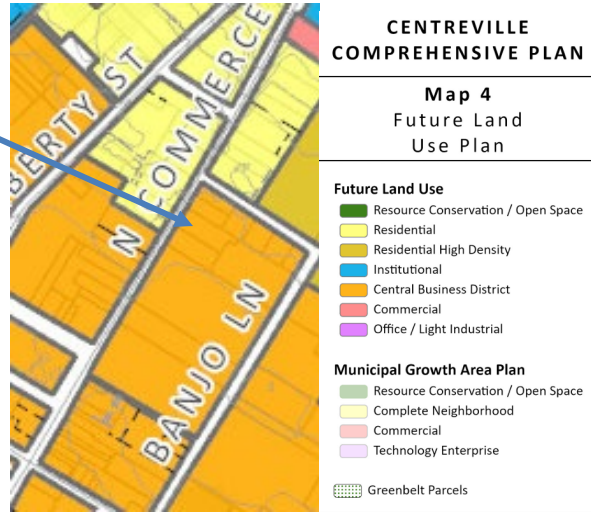 BERTY ST
N COMMERCE
BANJO LN
CENTREVILLE
COMPREHENSIVE PLAN
Map 4
Future Land
Use Plan
Future Land Use
Resource Conservation / Open Space
Residential
Residential High Density
Institutional
Central Business District
Commercial
Office / Light Industrial
Municipal Growth Area Plan
Resource Conservation / Open Space
Complete Neighborhood
Commercial
Technology Enterprise
Greenbelt Parcels